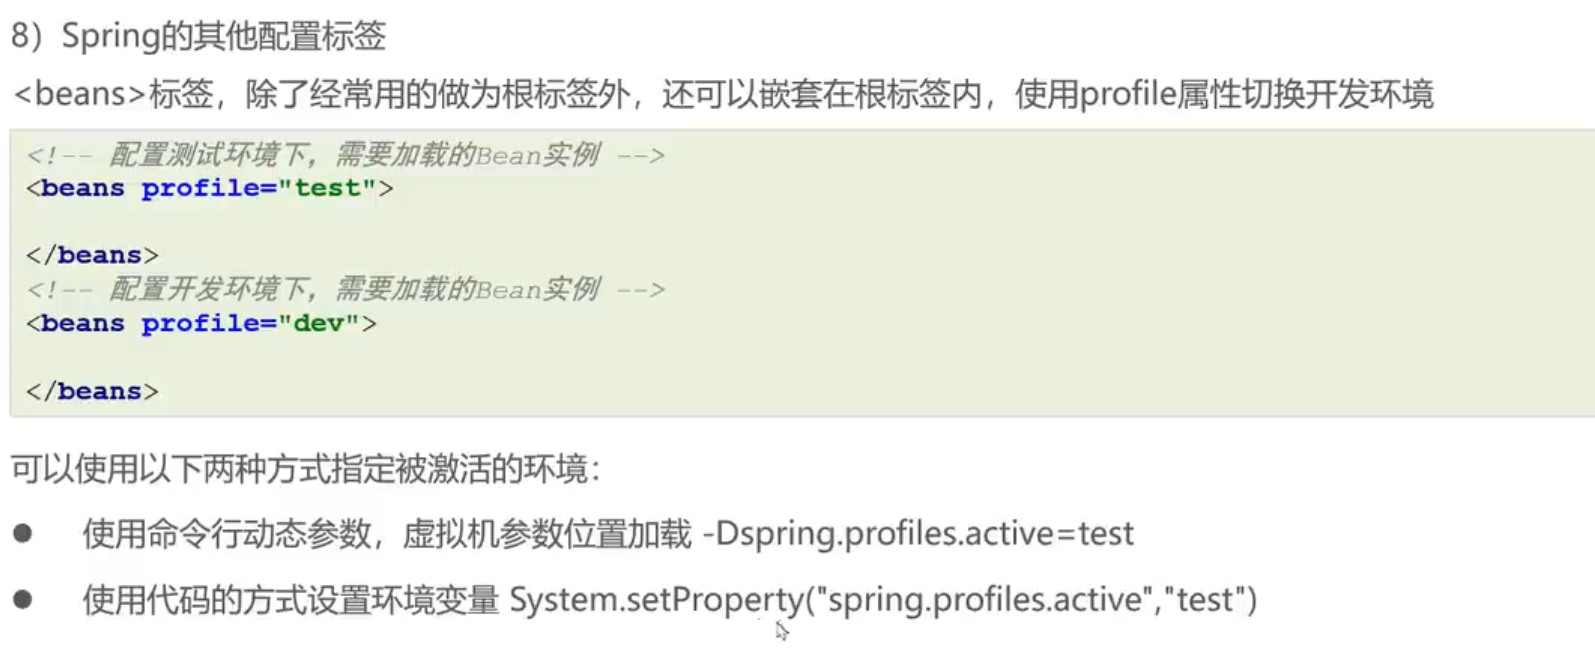 8）Spring的其他配置标签
<beans>标签，除了经常用的做为根标签外，还可以嵌套在根标签内，使用profile属性切换开发环境
<!-- 配置测试环境下，需要加载的Bean实例 -->
<beans profile="test">
</beans>
<!-- 配置开发环境下，需要加载的Bean实例 -->
<beans profile="dev">
</beans>
可以使用以下两种方式指定被激活的环境：
● 使用命令行动态参数，虚拟机参数位置加载 -Dspring.profiles.active=test
● 使用代码的方式设置环境变量 System.setProperty("spring.profiles.active","test")